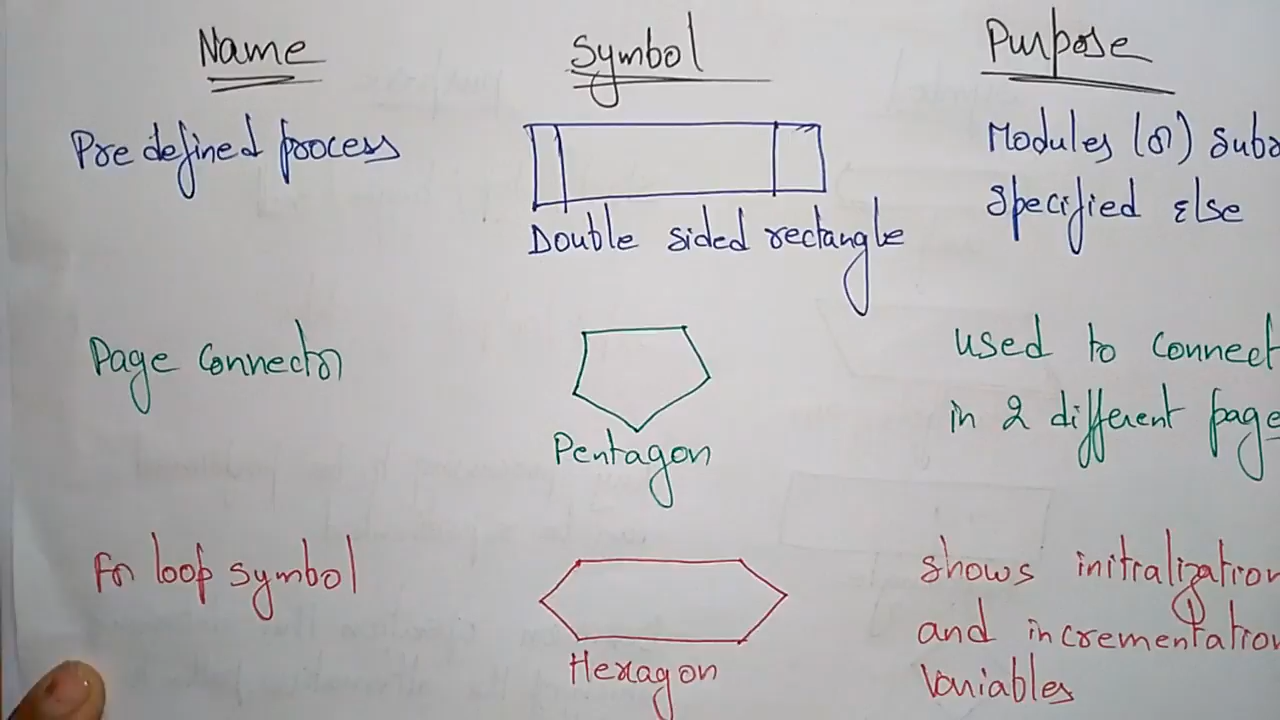 Name Symbol Purpose
Pre defined process
Modules (or)
specified else
Double sided rectangle
Page connector
used to connect
in 2 different page
Pentagon
For loop symbol
shows initialization
and incrementation
variables
Hexagon